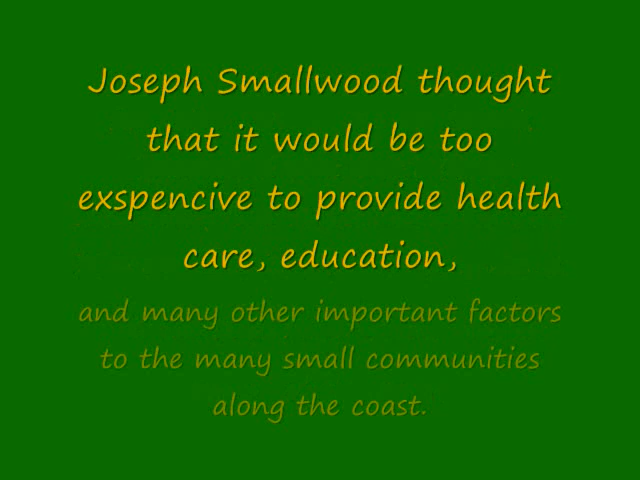 Joseph Smallwood thought
that it would be too
exspencive to provide health
care, education,
and many other important factors
to the many small communities
along the coast.